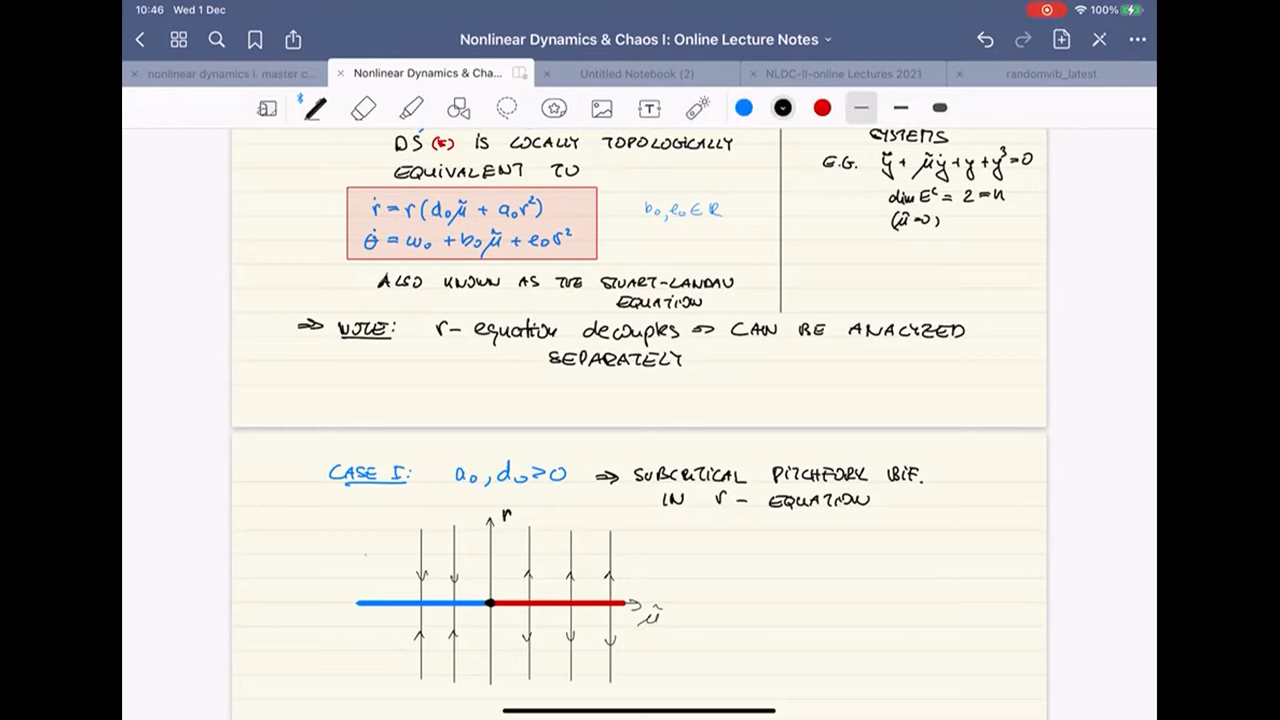 10:46 Wed 1 Dec
100%
Nonlinear Dynamics & Chaos I: Online Lecture Notes
nonlinear dynamics i. master c...
Nonlinear Dynamics & Cha...
Untitled Notebook (2)
NLDC-II-online Lectures 2021
randomvib_latest
DS (*) IS LOCALLY TOPOLOGICALLY
EQUIVALENT TO
ṙ = r(d₀μ̃ + a₀r²)
θ̇ = ω₀ + b₀μ̃ + e₀r²
b₀, e₀ ∈ ℝ
ALSO KNOWN AS THE STUART-LANDAU
EQUATION
SYSTEMS
E.G. ÿ + μ̃ẏ + y + y³ = 0
dim Eᶜ = 2 = n
(μ̃=0)
⇒ NOTE: r- equation decouples ⇒ CAN BE ANALYZED
SEPARATELY
CASE I: a₀, d₀ > 0 ⇒ SUBCRITICAL PITCHFORK BIF.
IN r - EQUATION
r
μ̃